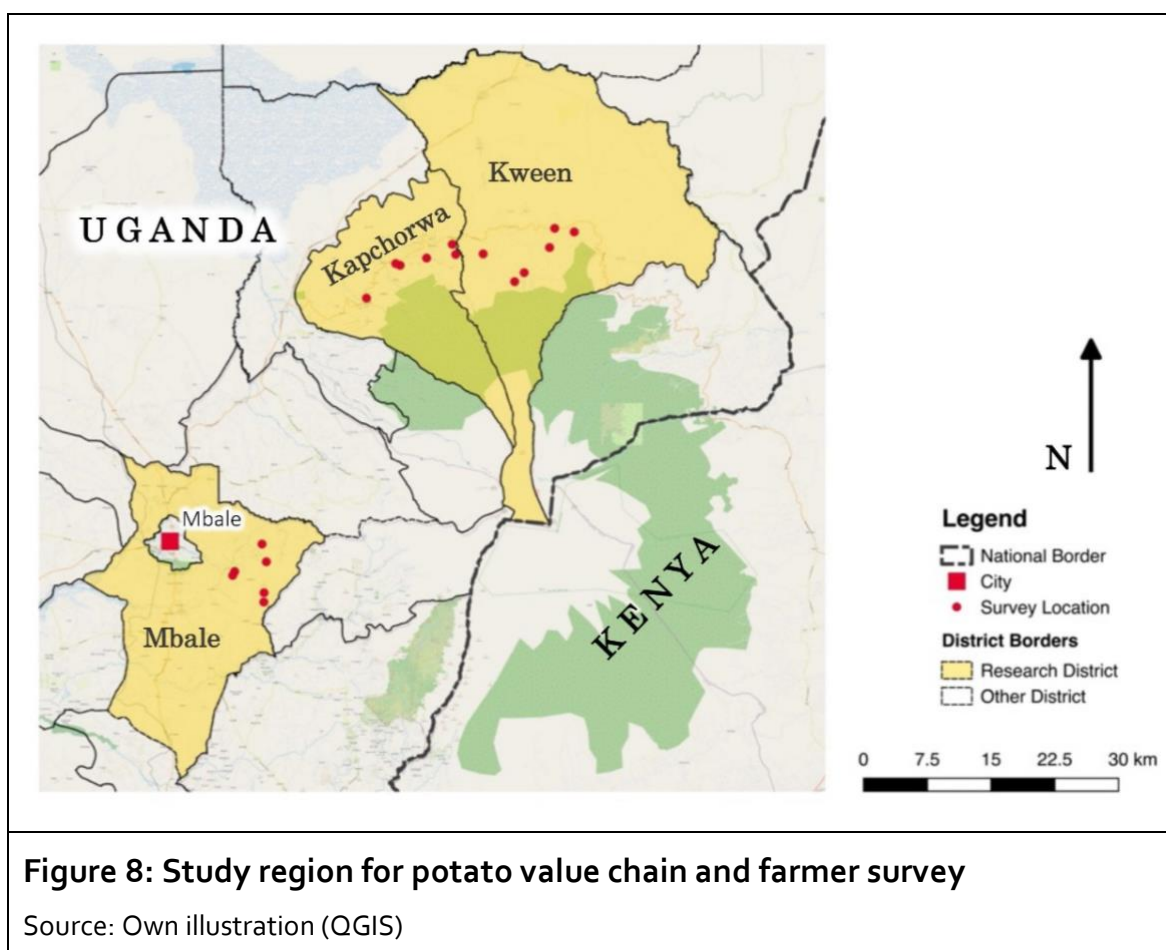 Kween
UGANDA
Kapchorwa
Mbale
Mbale
KENYA
N
Legend
National Border
City
Survey Location
District Borders
Research District
Other District
0 7.5 15 22.5 30 km
Figure 8: Study region for potato value chain and farmer survey
Source: Own illustration (QGIS)